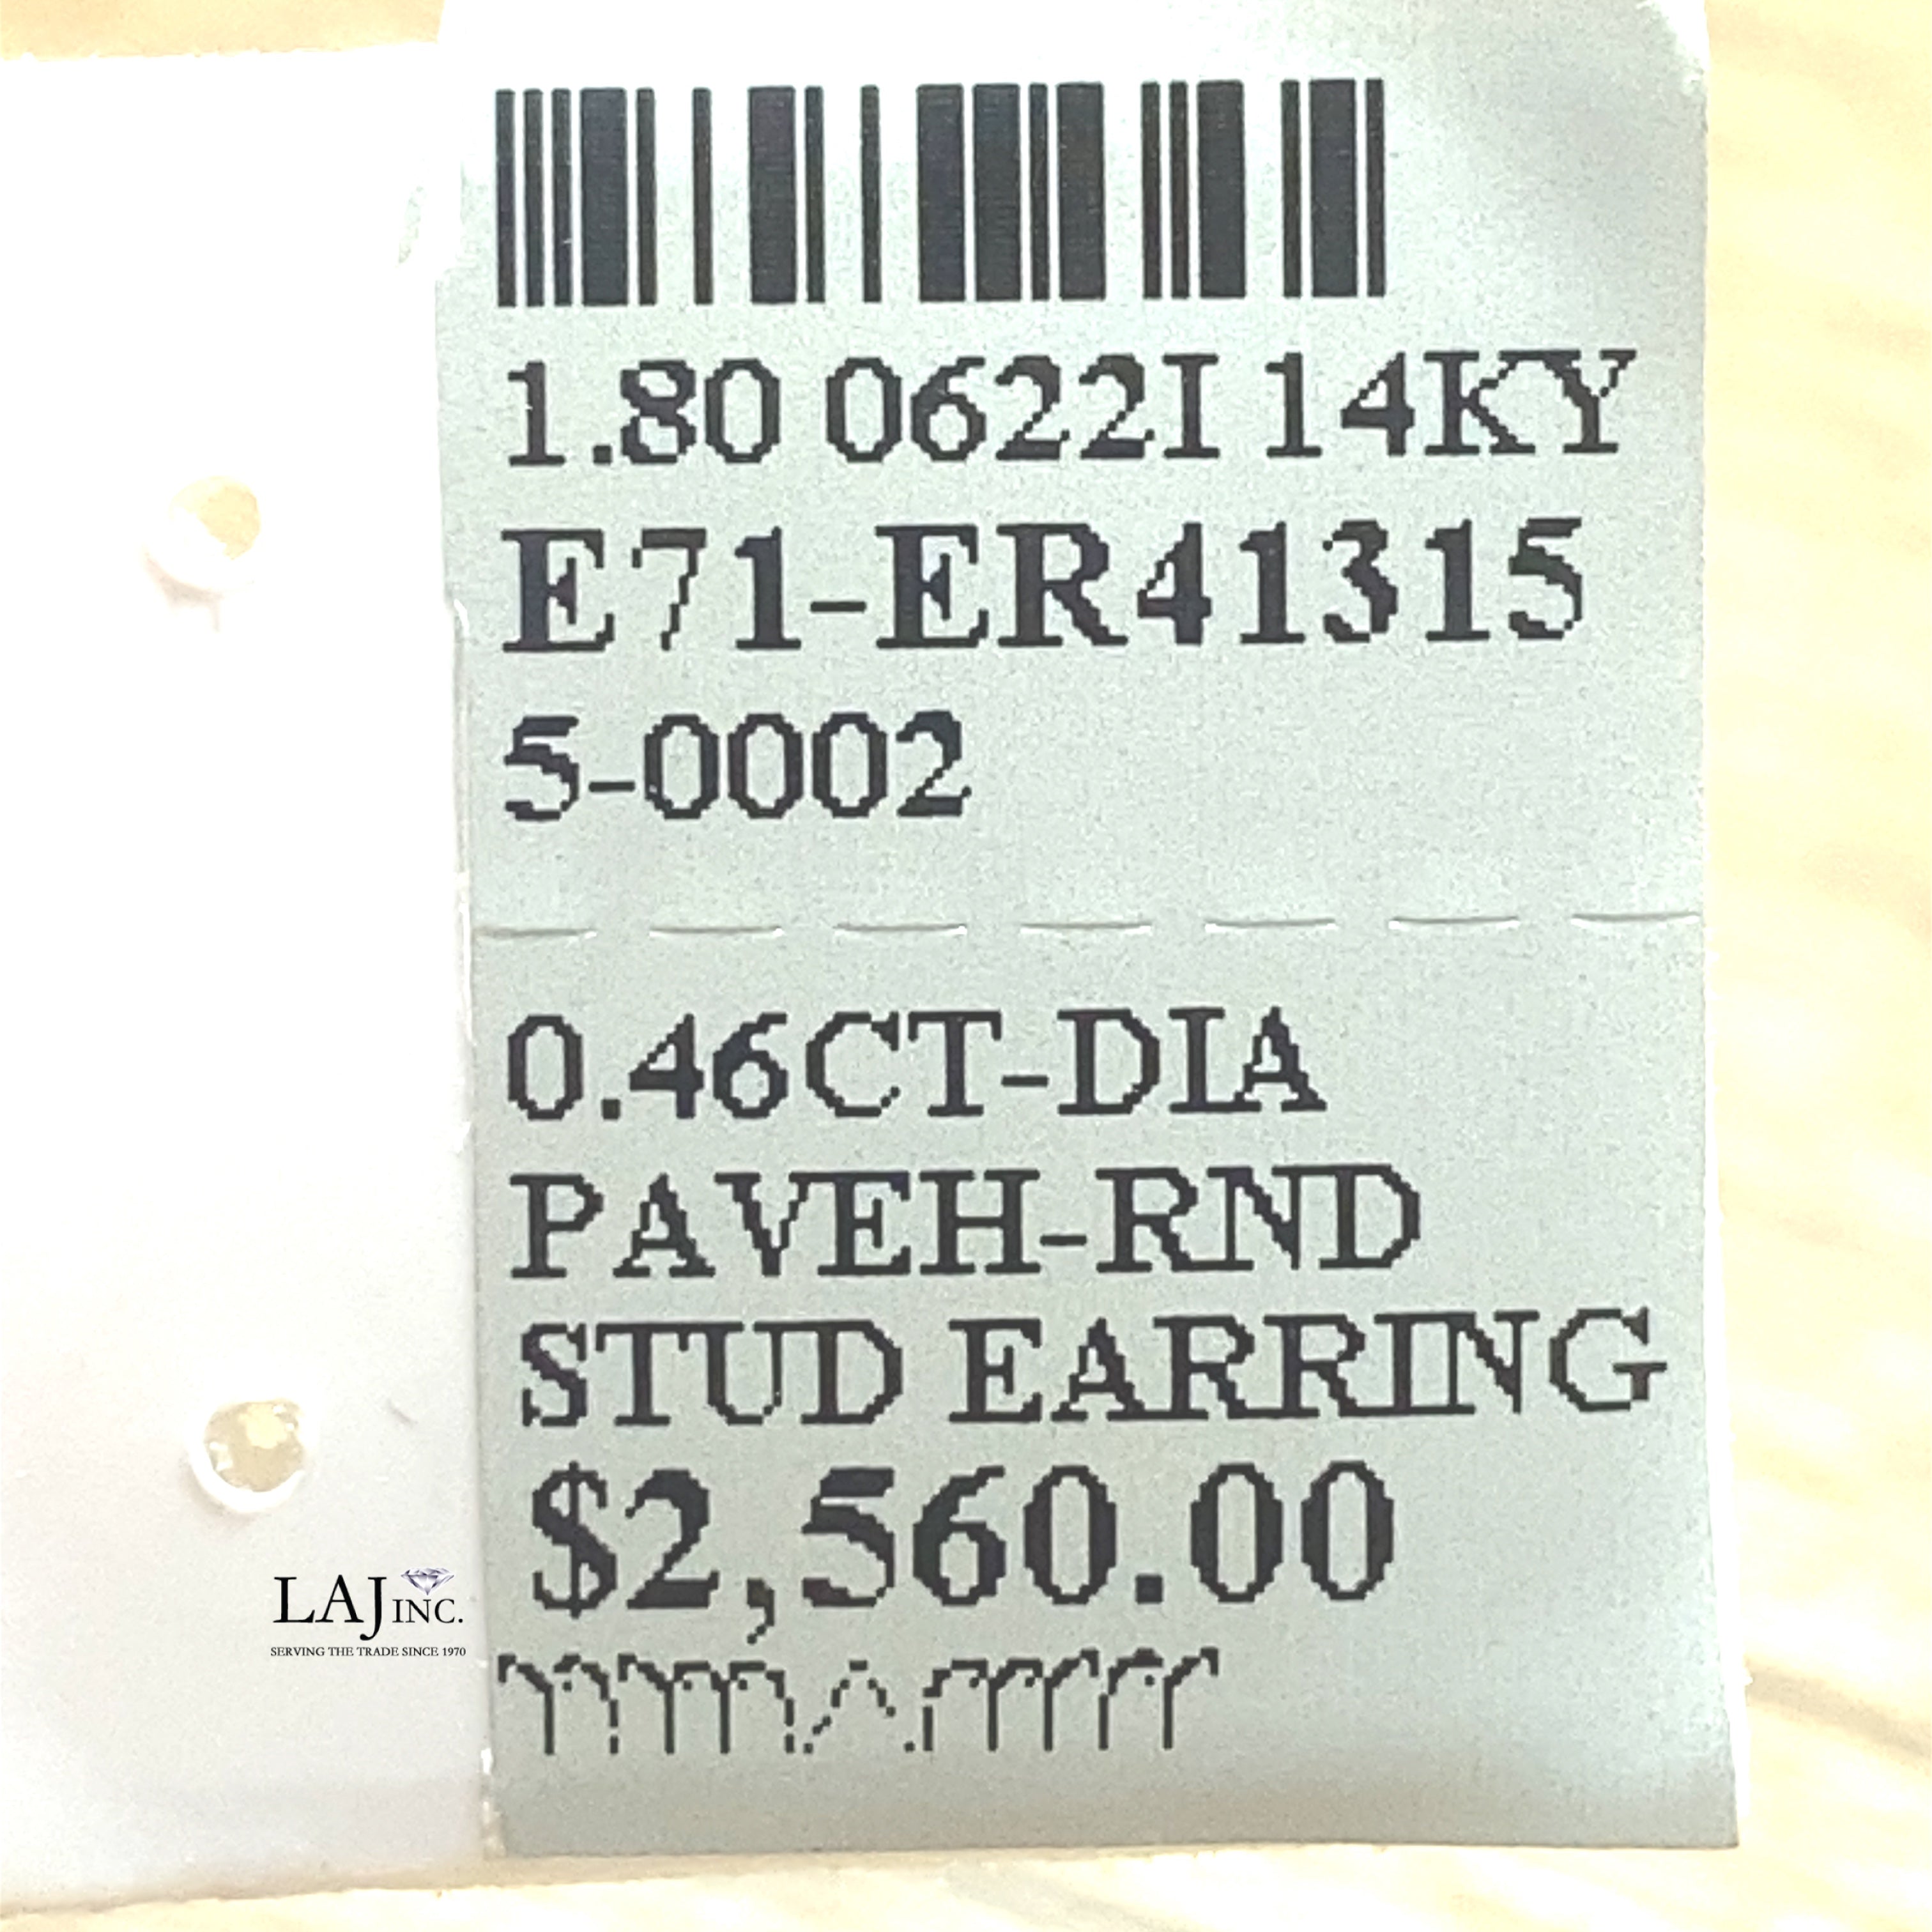 1.80 0622I 14KY
E71-ER41315
5-0002
0.46CT-DIA
PAVEH-RND
STUD EARRING
$2,560.00
LAJ INC.
SERVING THE TRADE SINCE 1970